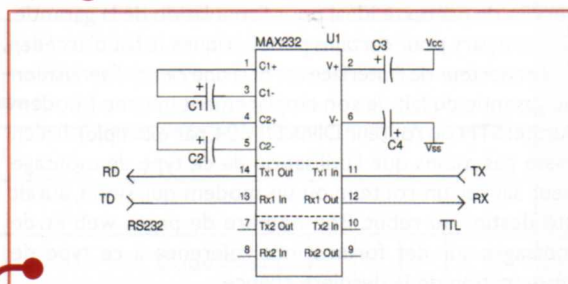 MAX232 U1
C3
Vcc
1 C1+ V+ 2
3 C1-
C1
4 C2+ V- 6
5 C2-
C2
C4
Vss
RD 14 Tx1 Out Tx1 In 11 TX
TD 13 Rx1 In Rx1 Out 12 RX
RS232 7 Tx2 Out Tx2 In 10 TTL
8 Rx2 In Rx2 Out 9